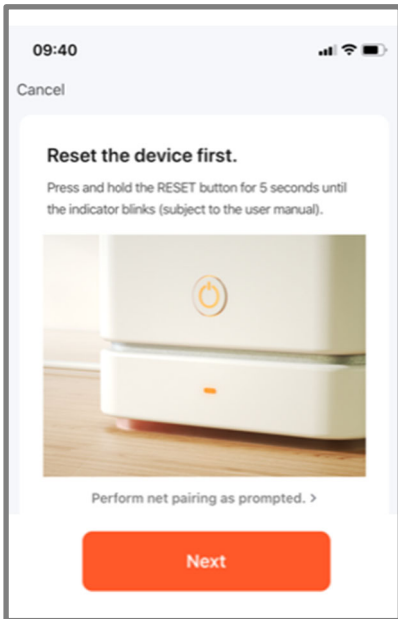 09:40
Cancel
Reset the device first.
Press and hold the RESET button for 5 seconds until
the indicator blinks (subject to the user manual).
Perform net pairing as prompted. >
Next